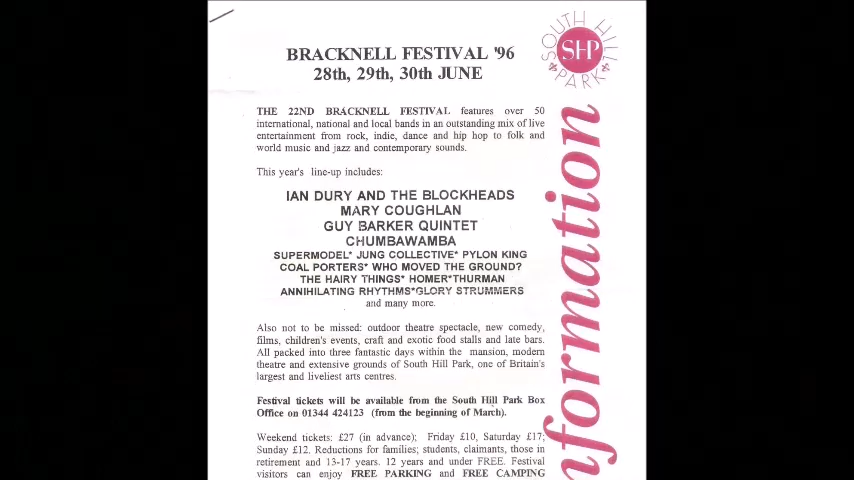 BRACKNELL FESTIVAL '96
28th, 29th, 30th JUNE
SOUTH HILL PARK
SHP
THE 22ND BRACKNELL FESTIVAL features over 50
international, national and local bands in an outstanding mix of live
entertainment from rock, indie, dance and hip hop to folk and
world music and jazz and contemporary sounds.
This year's line-up includes:
IAN DURY AND THE BLOCKHEADS
MARY COUGHLAN
GUY BARKER QUINTET
CHUMBAWAMBA
SUPERMODEL* JUNG COLLECTIVE* PYLON KING
COAL PORTERS* WHO MOVED THE GROUND?
THE HAIRY THINGS* HOMER*THURMAN
ANNIHILATING RHYTHMS*GLORY STRUMMERS
and many more.
Also not to be missed: outdoor theatre spectacle, new comedy,
films, children's events, craft and exotic food stalls and late bars.
All packed into three fantastic days within the mansion, modern
theatre and extensive grounds of South Hill Park, one of Britain's
largest and liveliest arts centres.
Festival tickets will be available from the South Hill Park Box
Office on 01344 424123 (from the beginning of March).
Weekend tickets: £27 (in advance); Friday £10, Saturday £17;
Sunday £12. Reductions for families; students, claimants, those in
retirement and 13-17 years. 12 years and under FREE. Festival
visitors can enjoy FREE PARKING and FREE CAMPING
nformation